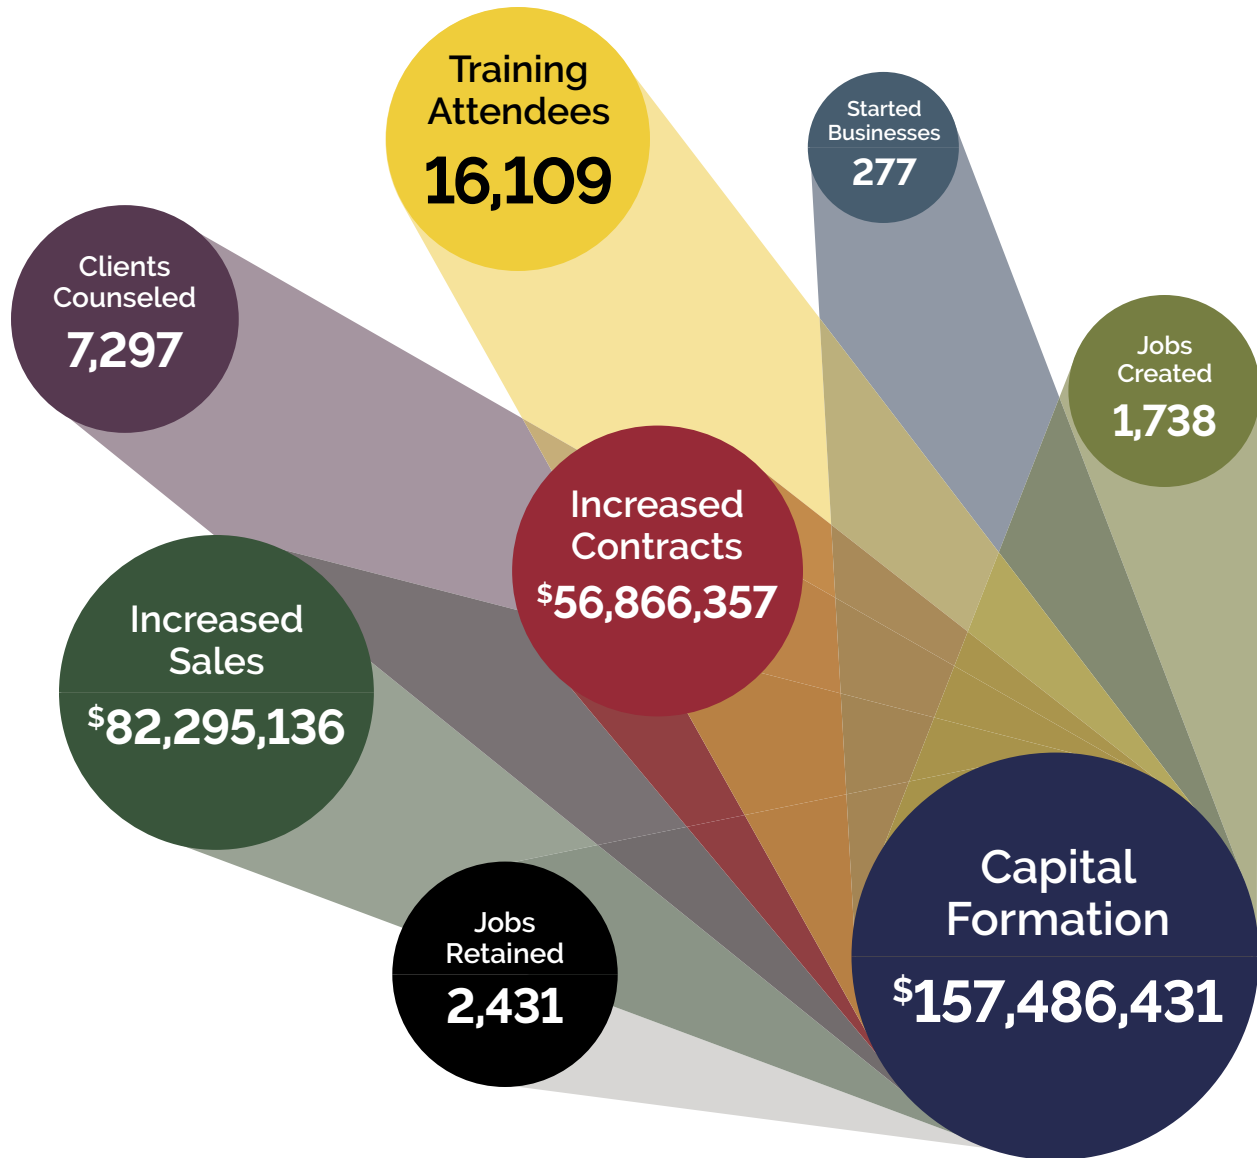 Training
Attendees
16,109
Started
Businesses
277
Clients
Counseled
7,297
Jobs
Created
1,738
Increased
Contracts
$56,866,357
Increased
Sales
$82,295,136
Jobs
Retained
2,431
Capital
Formation
$157,486,431